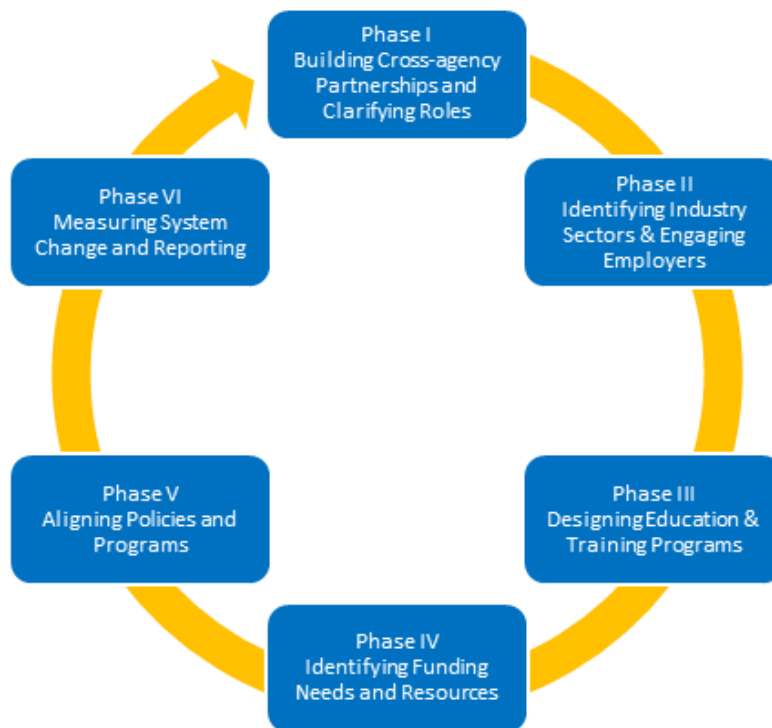 Phase I
Building Cross-agency
Partnerships and
Clarifying Roles
Phase II
Identifying Industry
Sectors & Engaging
Employers
Phase III
Designing Education &
Training Programs
Phase IV
Identifying Funding
Needs and Resources
Phase V
Aligning Policies and
Programs
Phase VI
Measuring System
Change and Reporting